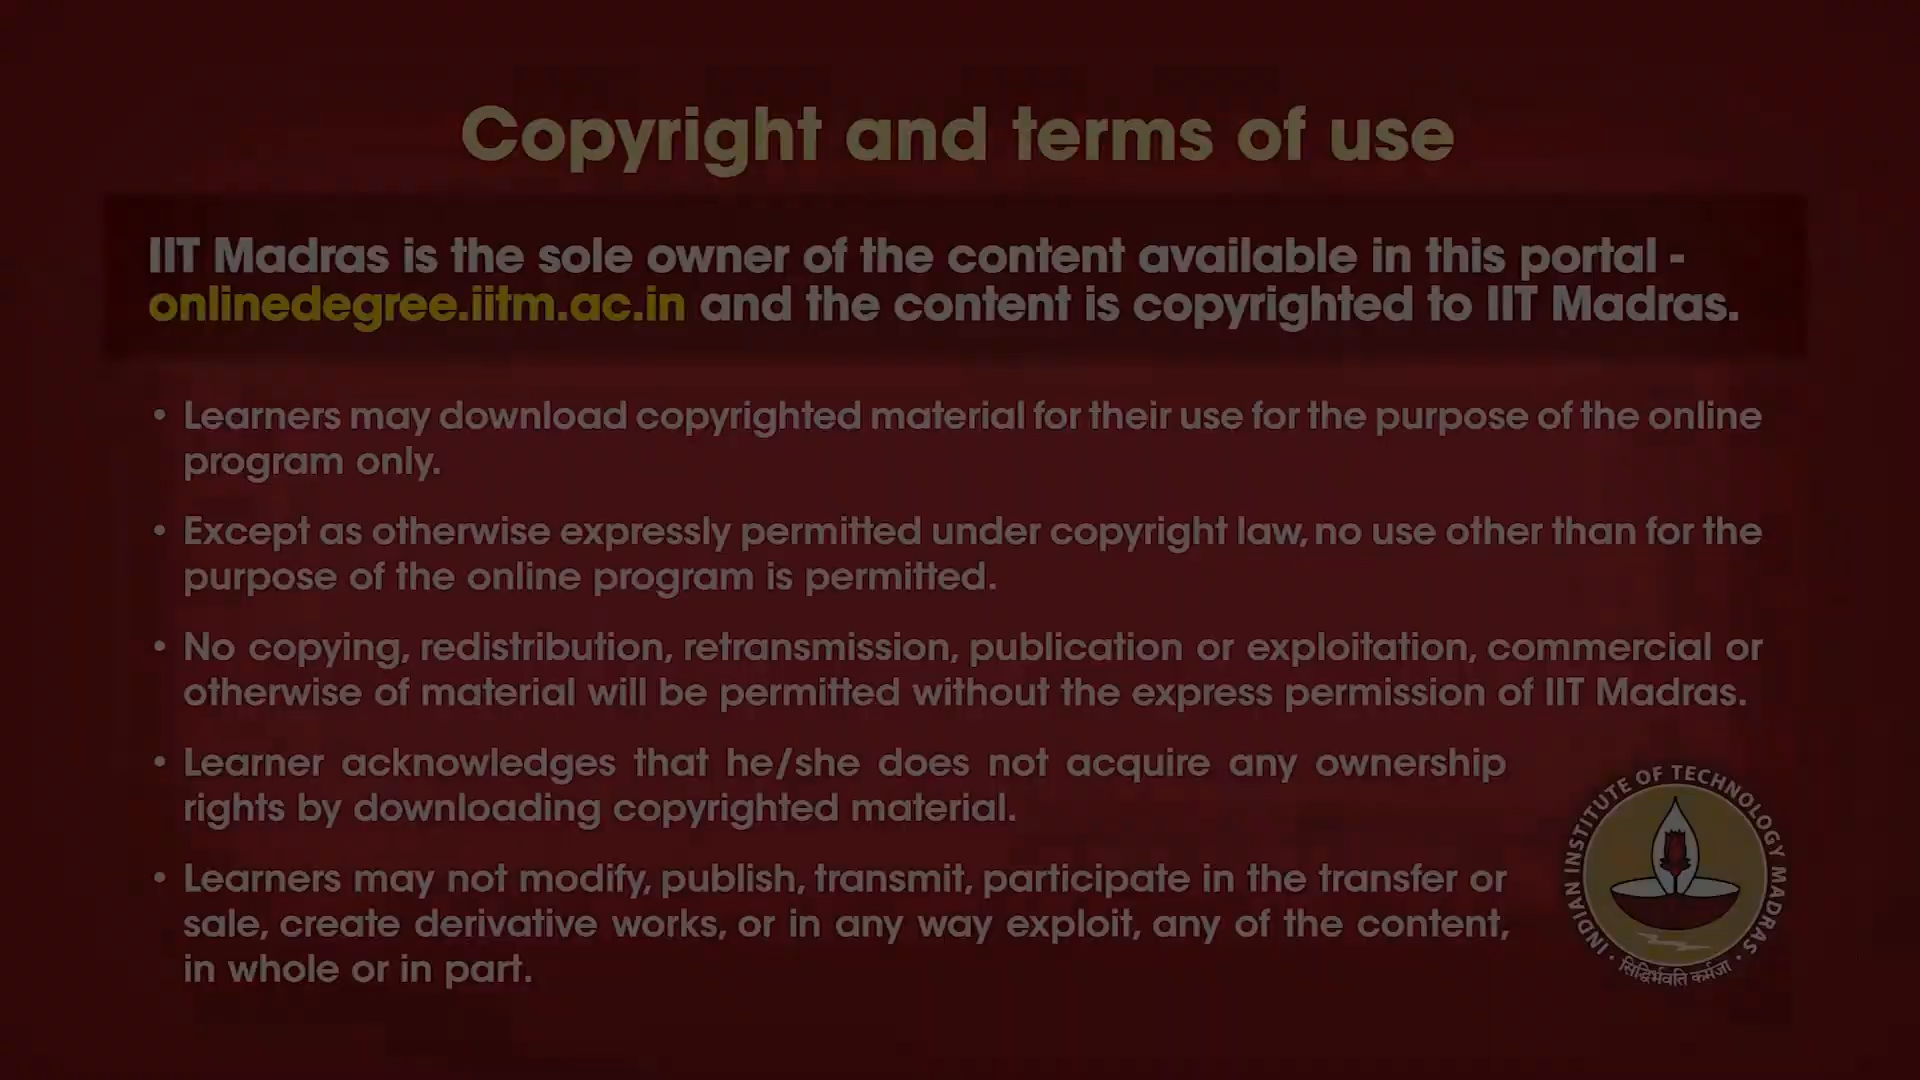 Copyright and terms of use
IIT Madras is the sole owner of the content available in this portal -
onlinedegree.iitm.ac.in and the content is copyrighted to IIT Madras.
• Learners may download copyrighted material for their use for the purpose of the online
program only.
• Except as otherwise expressly permitted under copyright law, no use other than for the
purpose of the online program is permitted.
• No copying, redistribution, retransmission, publication or exploitation, commercial or
otherwise of material will be permitted without the express permission of IIT Madras.
• Learner acknowledges that he/she does not acquire any ownership
rights by downloading copyrighted material.
• Learners may not modify, publish, transmit, participate in the transfer or
sale, create derivative works, or in any way exploit, any of the content,
in whole or in part.
INDIAN INSTITUTE OF TECHNOLOGY MADRAS
सिद्धिर्भवति कर्मजा